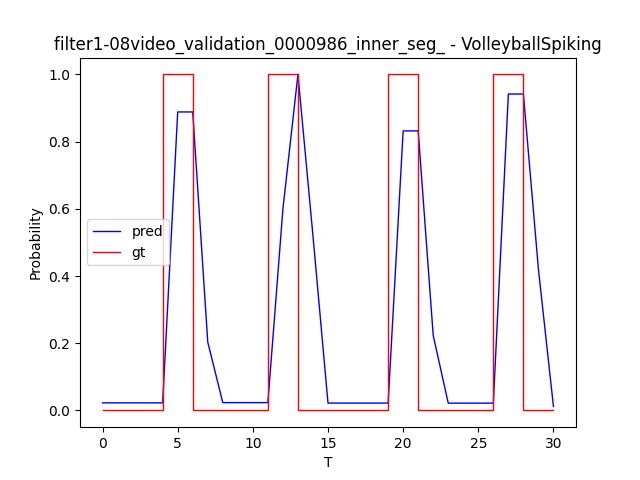 filter1-08video_validation_0000986_inner_seg_ - VolleyballSpiking
1.0
0.8
0.6
0.4
0.2
0.0
Probability
pred
gt
0 5 10 15 20 25 30
T